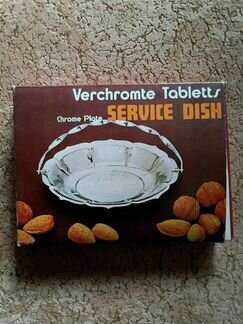 Verchromte Tabletts
Chrome Plate SERVICE DISH